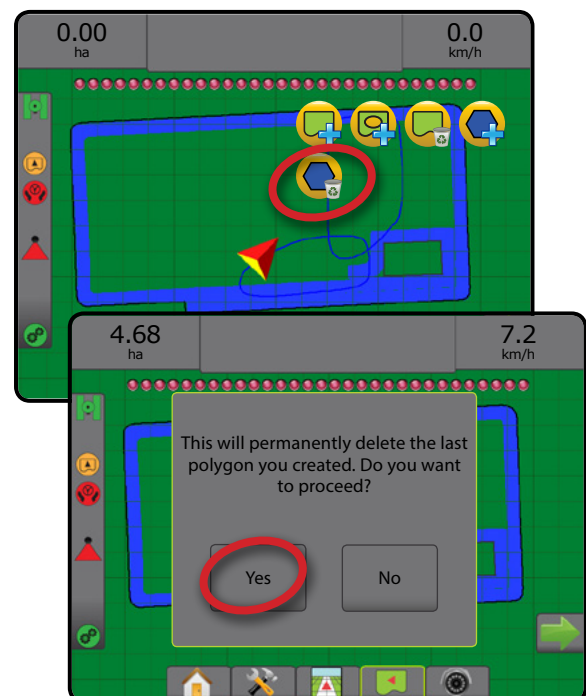 0.00
ha
0.0
km/h
4.68
ha
7.2
km/h
This will permanently delete the last
polygon you created. Do you want
to proceed?
Yes
No